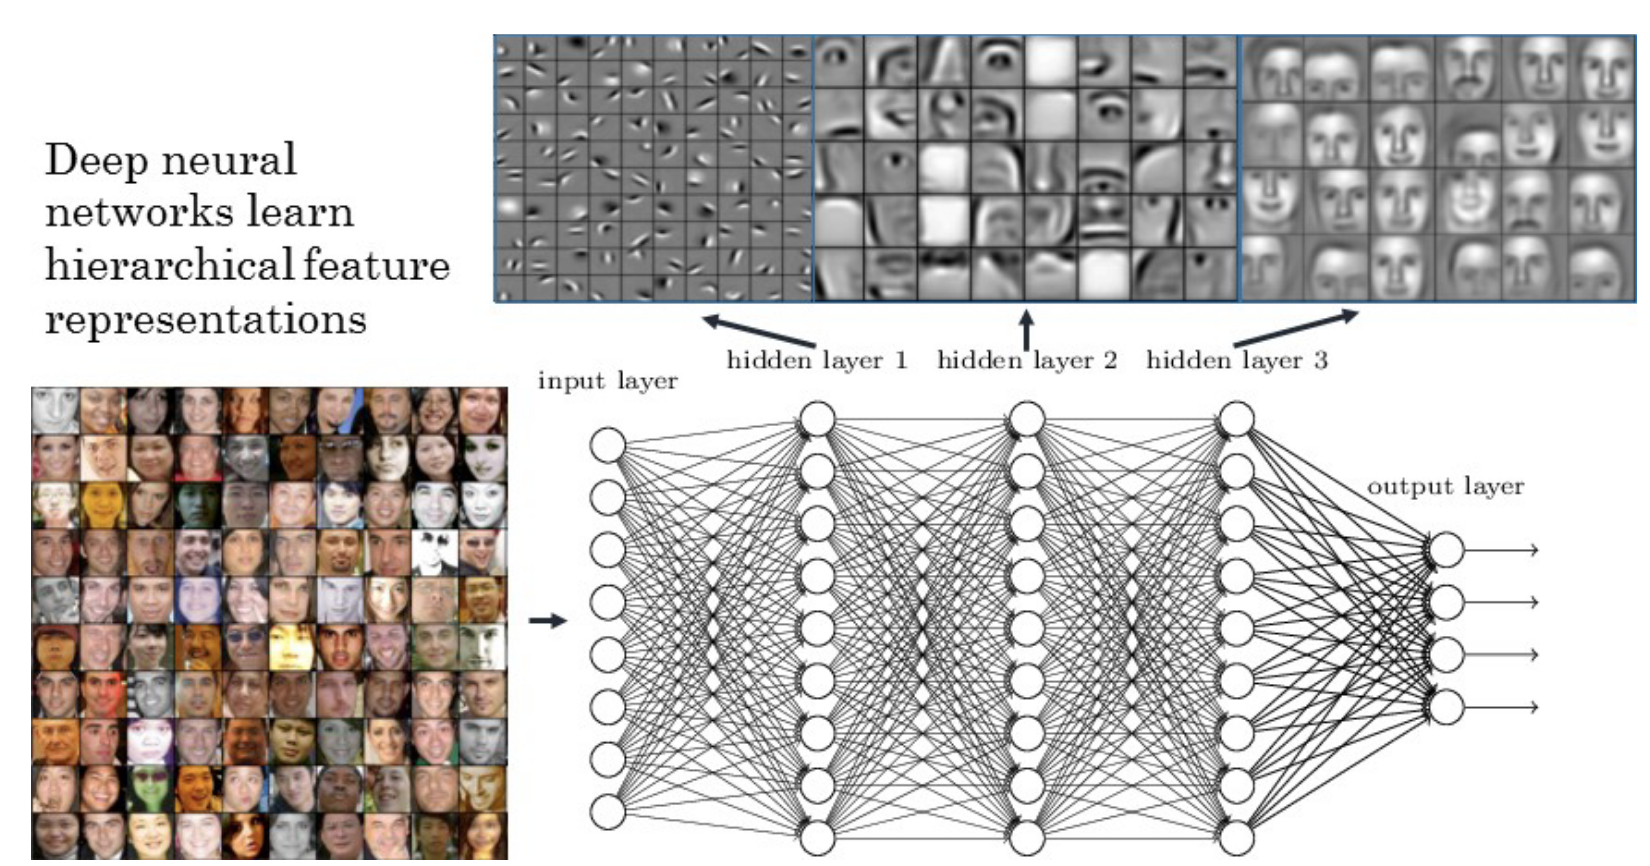 Deep neural
networks learn
hierarchical feature
representations
hidden layer 1
hidden layer 2
hidden layer 3
input layer
output layer